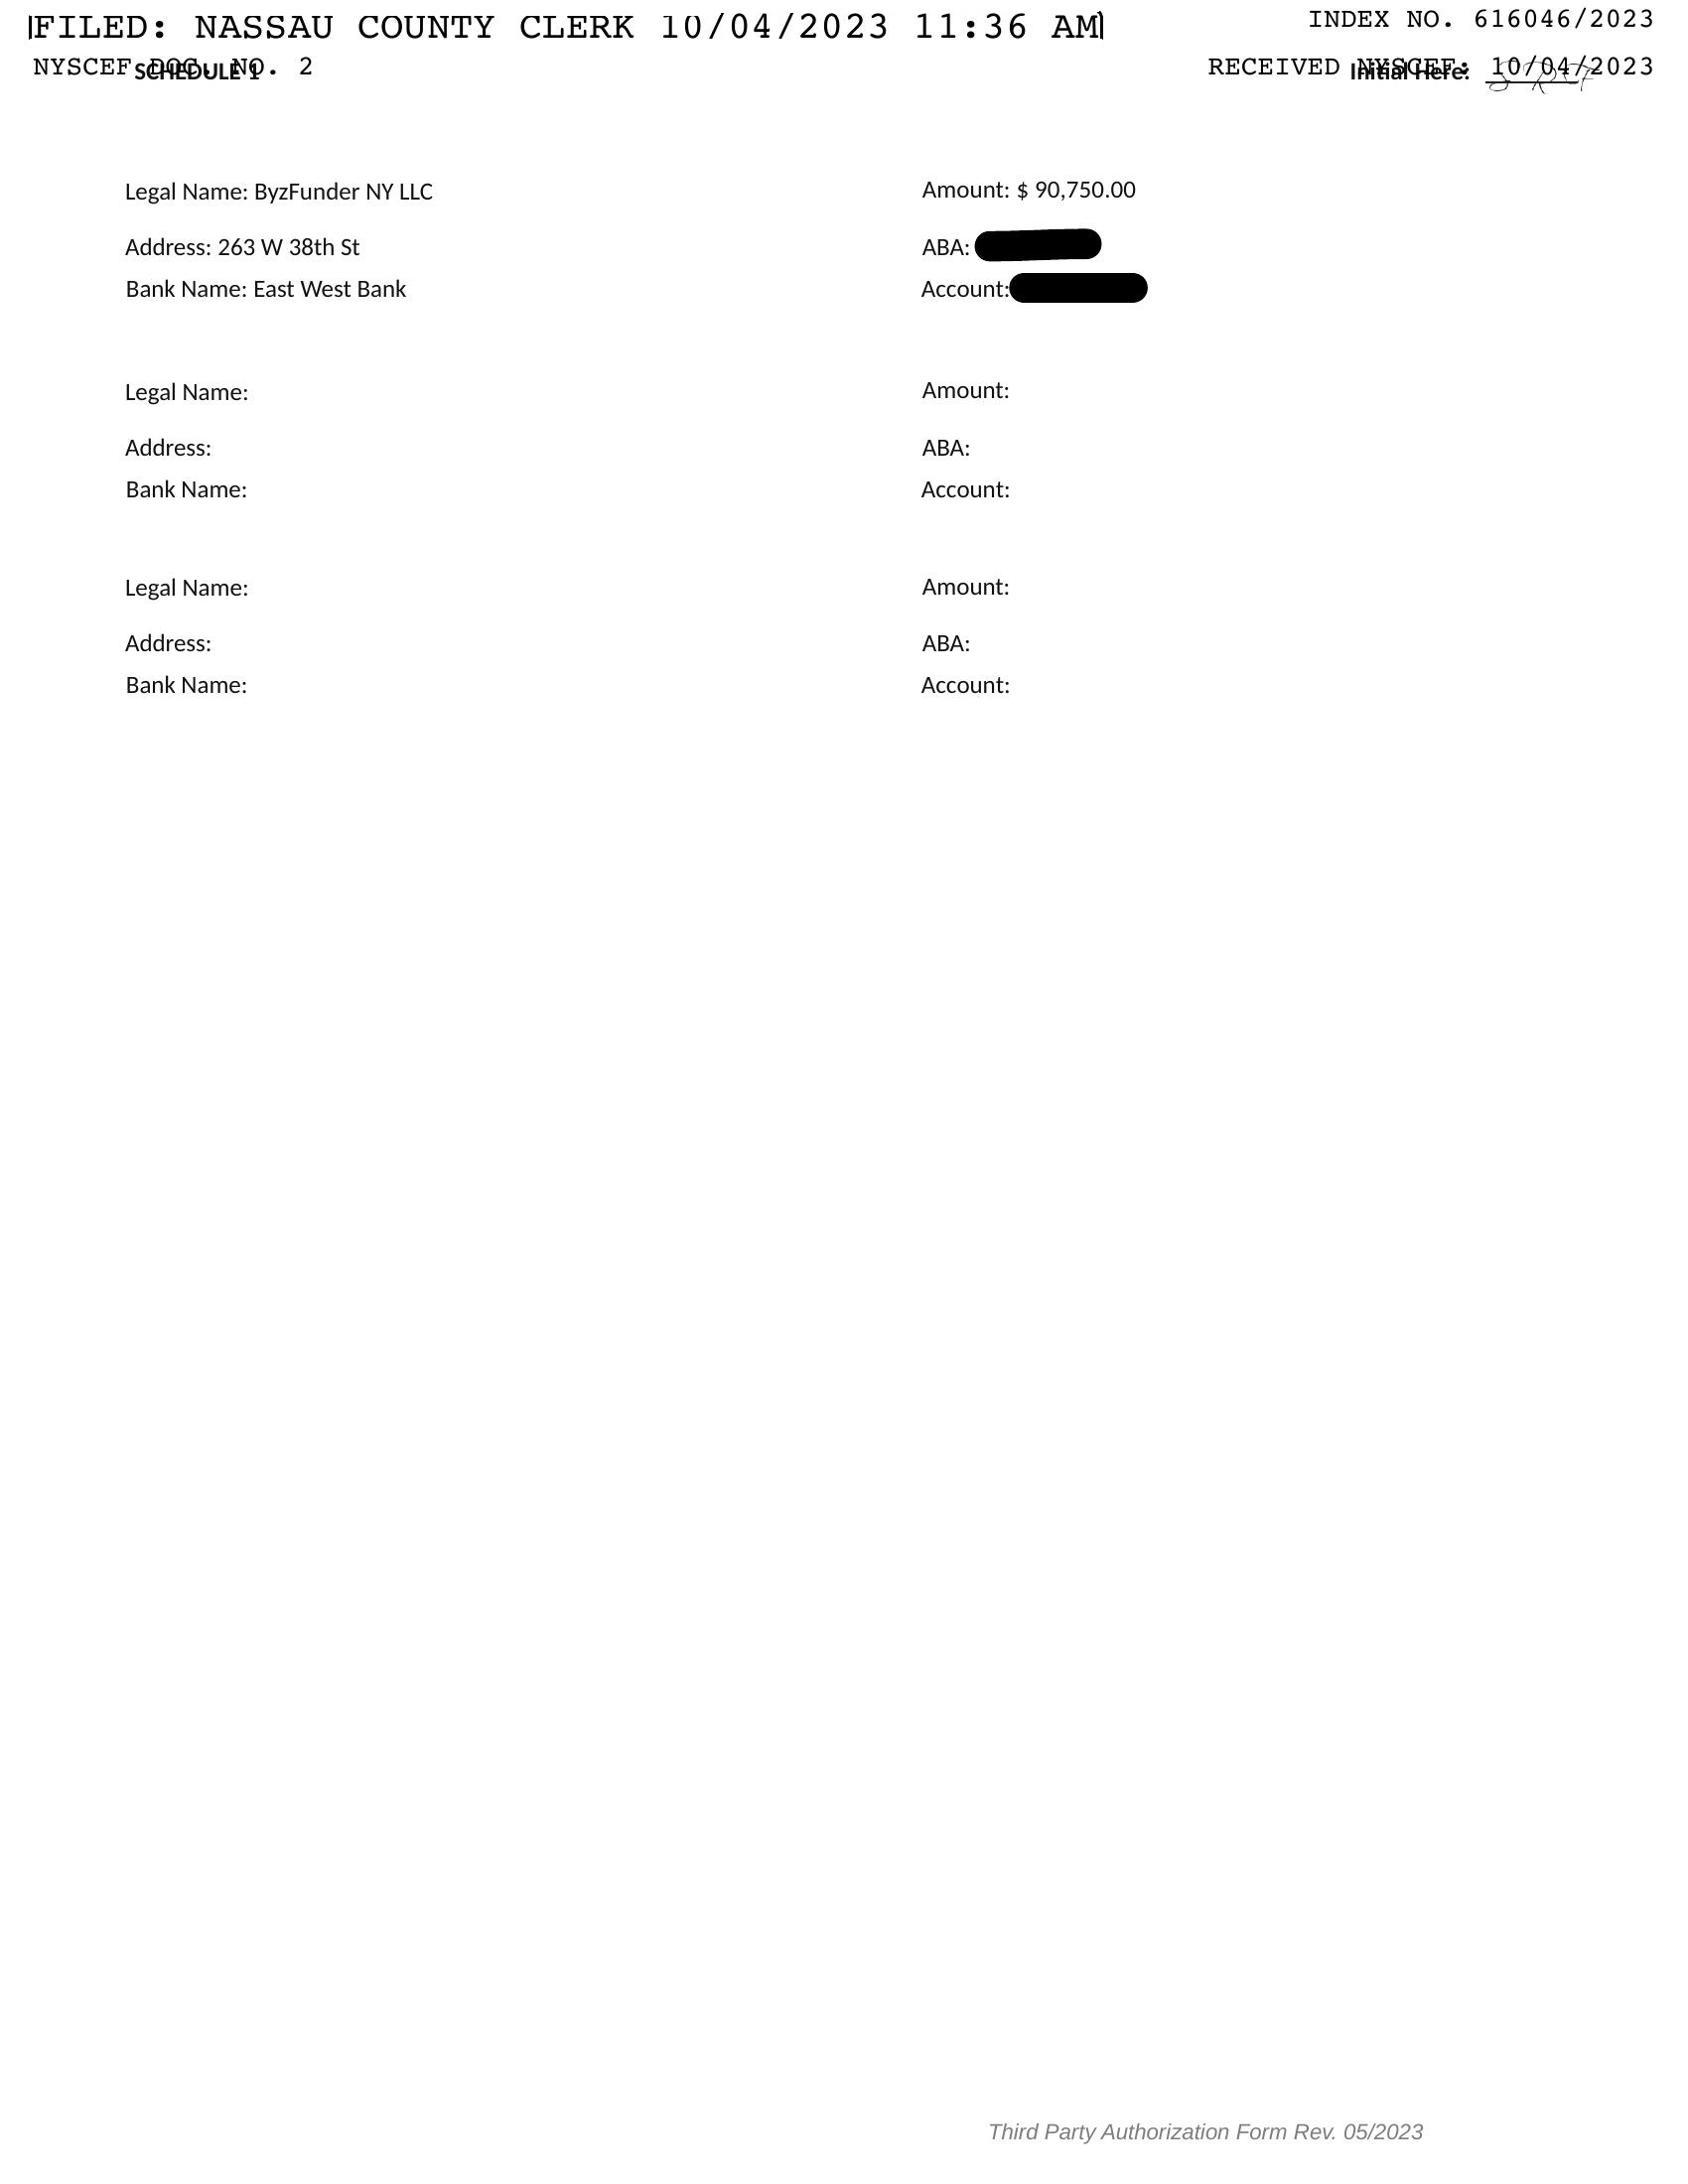 FILED: NASSAU COUNTY CLERK 10/04/2023 11:36 AM
INDEX NO. 616046/2023
NYSCEF DOC. NO. 2
RECEIVED NYSCEF: 10/04/2023
SCHEDULE 1
Initial Here:
Legal Name: ByzFunder NY LLC
Amount: $ 90,750.00
Address: 263 W 38th St
ABA:
Bank Name: East West Bank
Account:
Legal Name:
Amount:
Address:
ABA:
Bank Name:
Account:
Legal Name:
Amount:
Address:
ABA:
Bank Name:
Account:
Third Party Authorization Form Rev. 05/2023